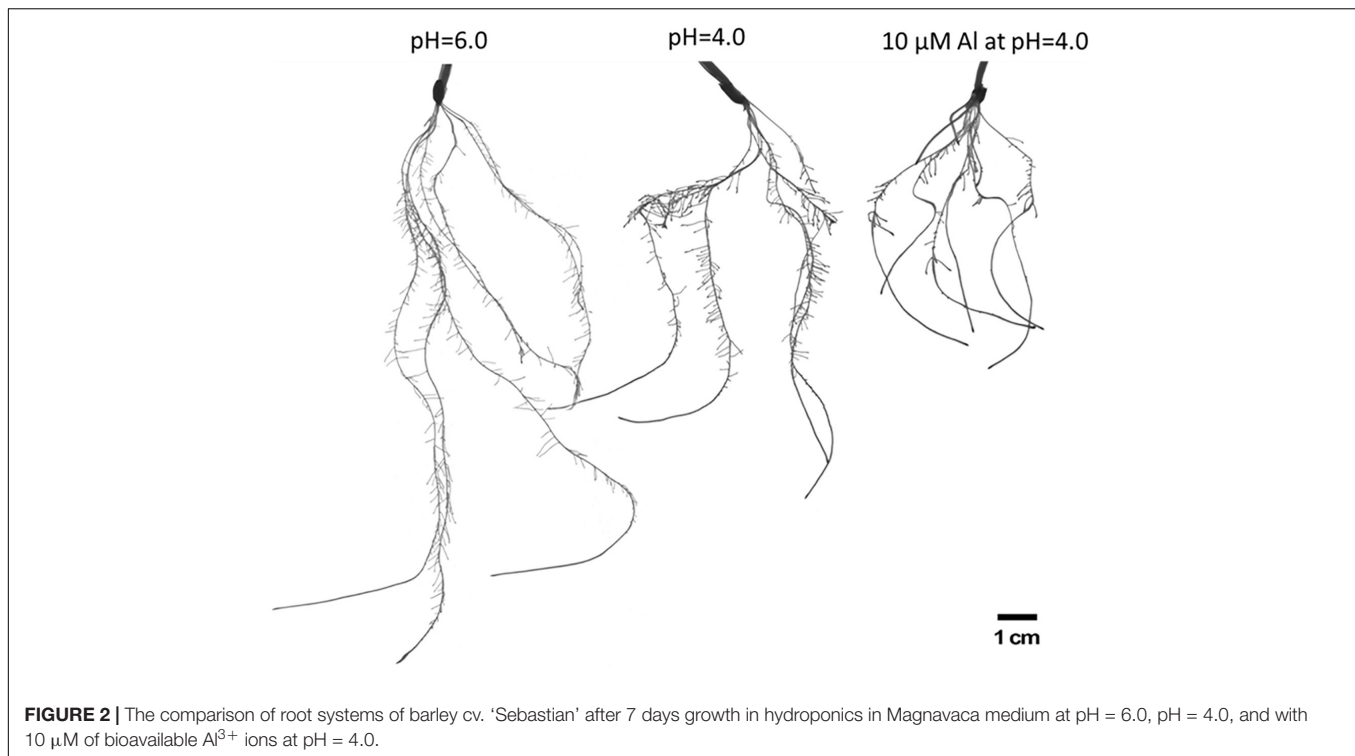 pH=6.0 pH=4.0 10 μM Al at pH=4.0
1 cm
FIGURE 2 | The comparison of root systems of barley cv. ‘Sebastian’ after 7 days growth in hydroponics in Magnavaca medium at pH = 6.0, pH = 4.0, and with
10 μM of bioavailable Al³⁺ ions at pH = 4.0.